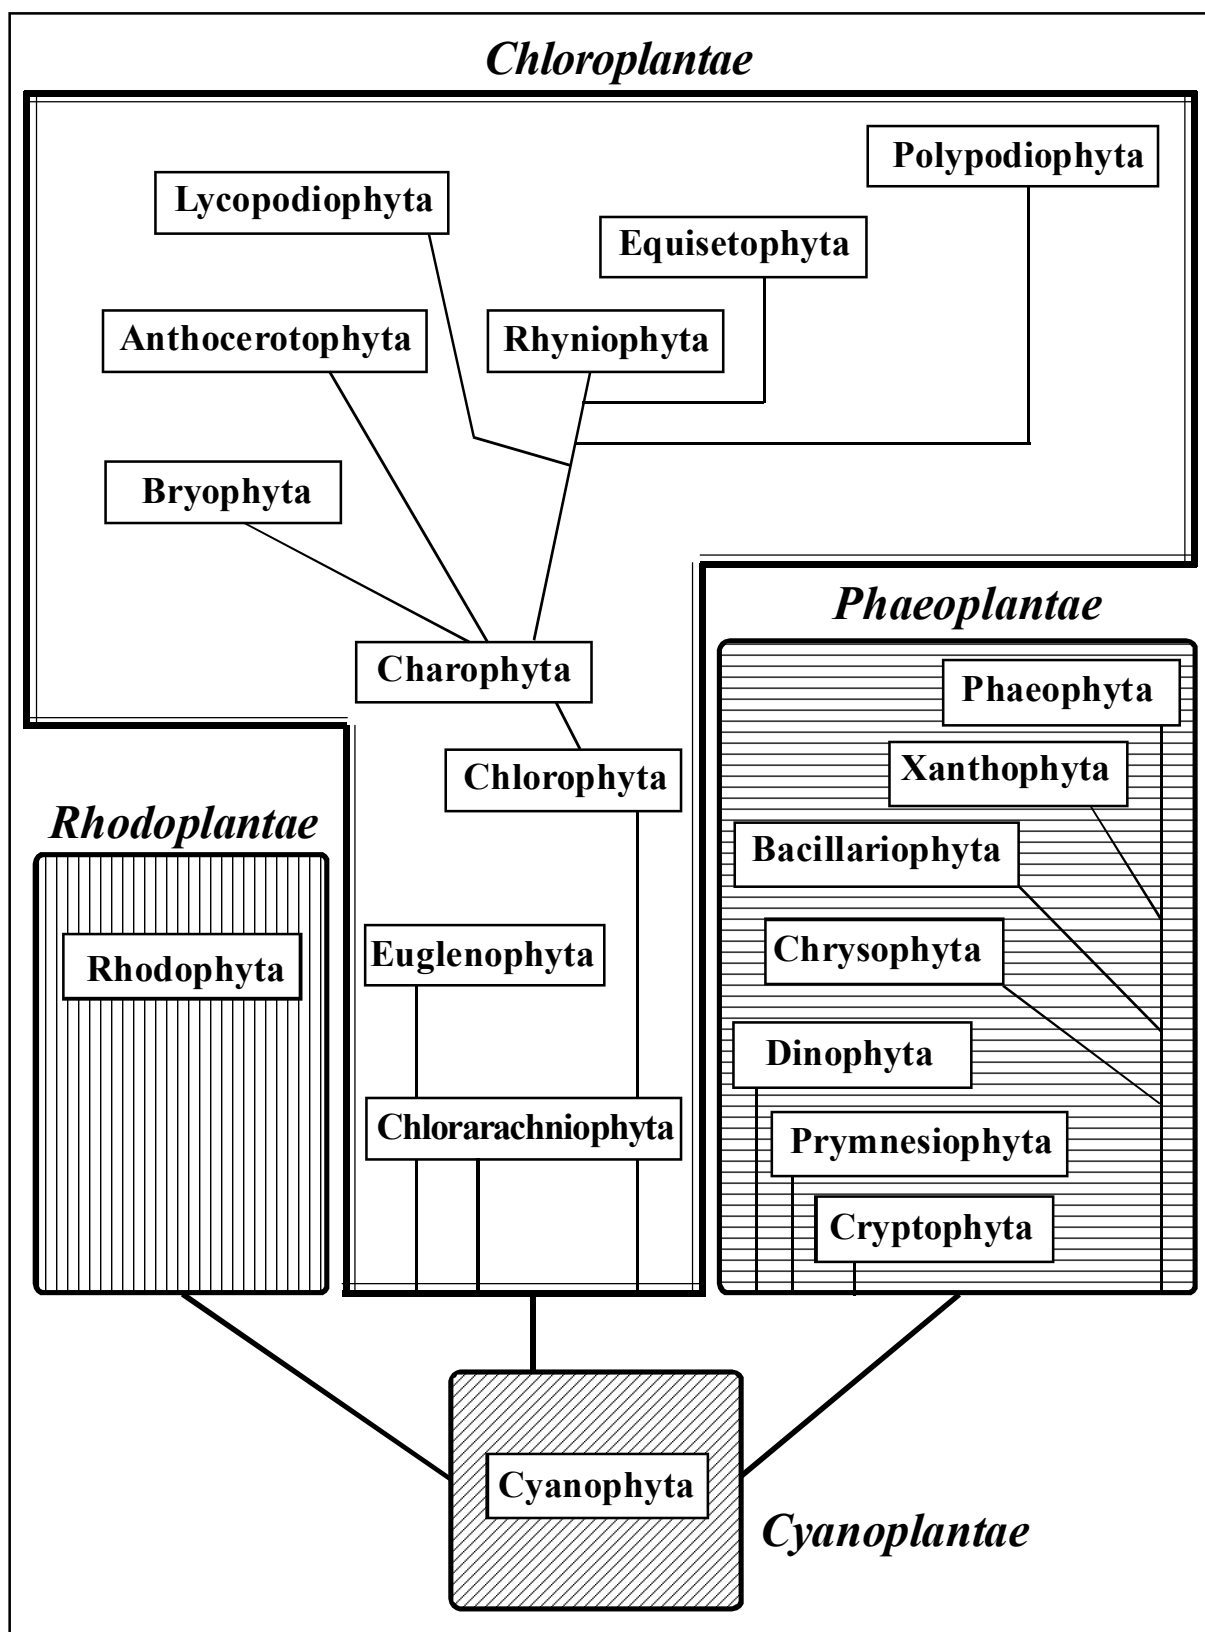 Chloroplantae
Polypodiophyta
Lycopodiophyta
Equisetophyta
Anthocerotophyta
Rhyniophyta
Bryophyta
Phaeoplantae
Charophyta
Phaeophyta
Xanthophyta
Chlorophyta
Rhodoplantae
Bacillariophyta
Euglenophyta
Chrysophyta
Rhodophyta
Dinophyta
Chlorarachniophyta
Prymnesiophyta
Cryptophyta
Cyanophyta
Cyanoplantae